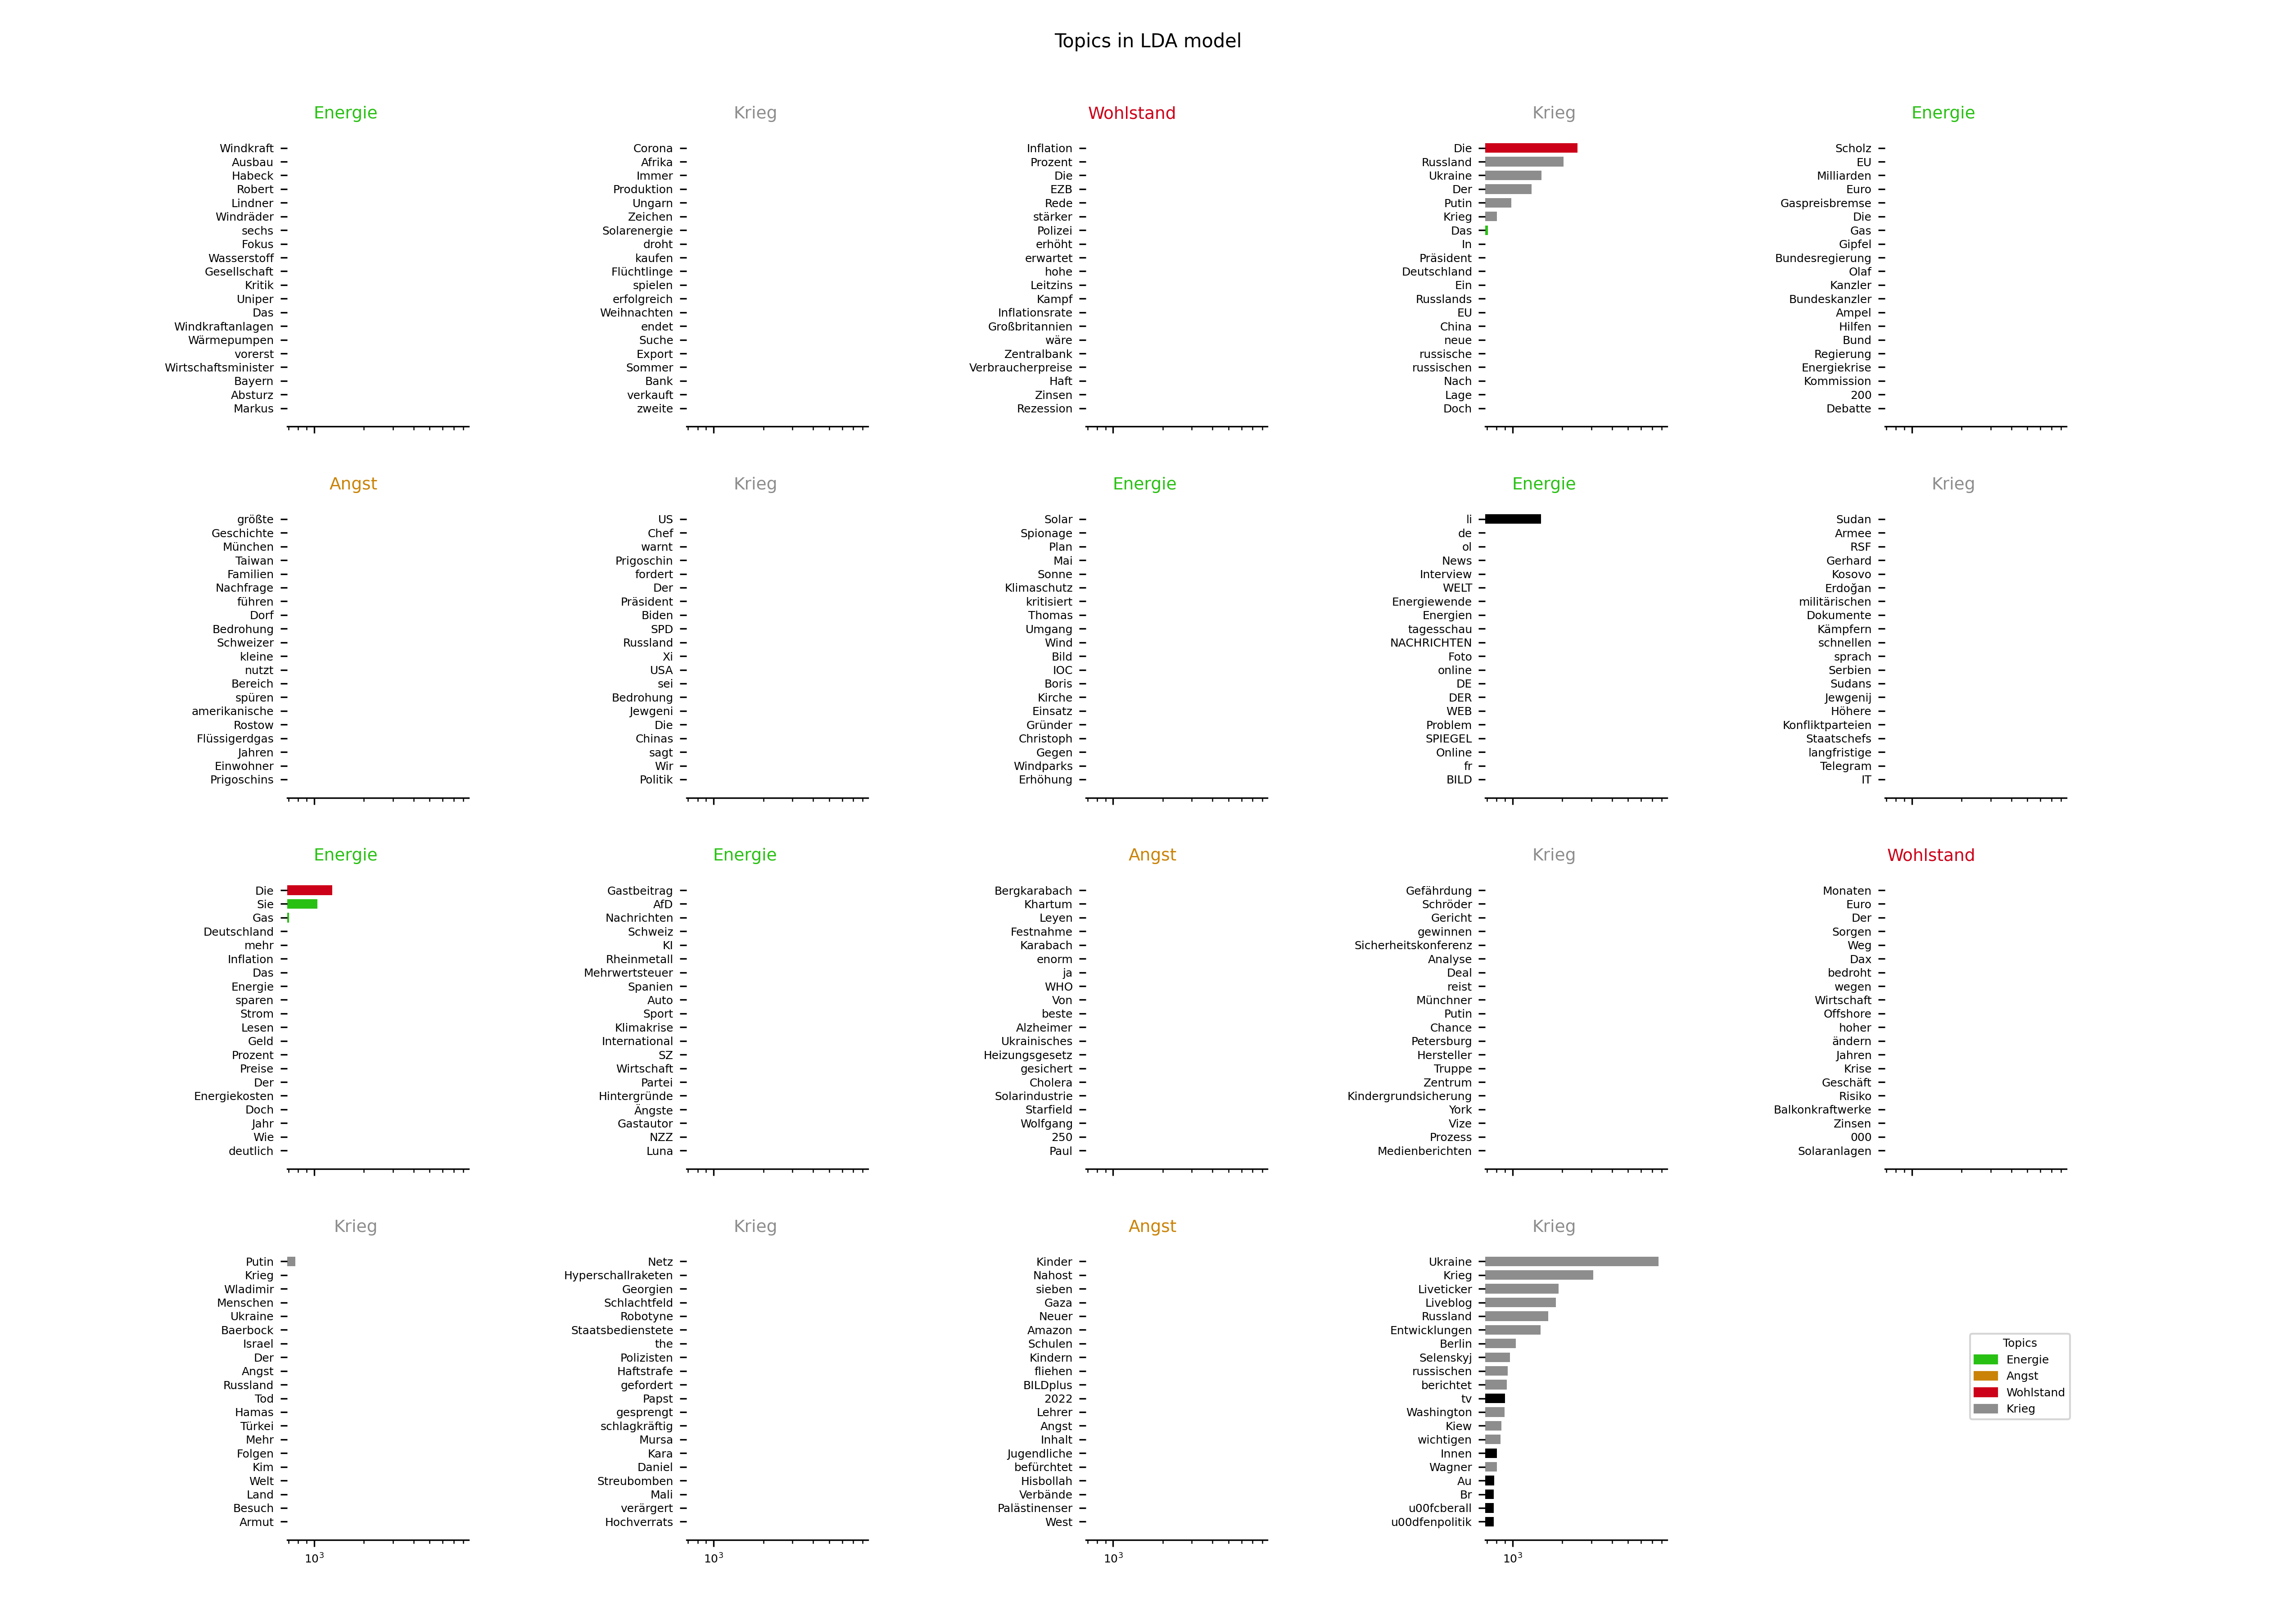 Topics in LDA model
Energie
Windkraft
Ausbau
Habeck
Robert
Lindner
Windräder
sechs
Fokus
Wasserstoff
Gesellschaft
Kritik
Uniper
Das
Windkraftanlagen
Wärmepumpen
vorerst
Wirtschaftsminister
Bayern
Absturz
Markus
Krieg
Corona
Afrika
Immer
Produktion
Ungarn
Zeichen
Solarenergie
droht
kaufen
Flüchtlinge
spielen
erfolgreich
Weihnachten
endet
Suche
Export
Sommer
Bank
verkauft
zweite
Wohlstand
Inflation
Prozent
Die
EZB
Rede
stärker
Polizei
erhöht
erwartet
hohe
Leitzins
Kampf
Inflationsrate
Großbritannien
wäre
Zentralbank
Verbraucherpreise
Haft
Zinsen
Rezession
Krieg
Die
Russland
Ukraine
Der
Putin
Krieg
Das
In
Präsident
Deutschland
Ein
Russlands
EU
China
neue
russische
russischen
Nach
Lage
Doch
Energie
Scholz
EU
Milliarden
Euro
Gaspreisbremse
Die
Gas
Gipfel
Bundesregierung
Olaf
Kanzler
Bundeskanzler
Ampel
Hilfen
Bund
Regierung
Energiekrise
Kommission
200
Debatte
Angst
größte
Geschichte
München
Taiwan
Familien
Nachfrage
führen
Dorf
Bedrohung
Schweizer
kleine
nutzt
Bereich
spüren
amerikanische
Rostow
Flüssigerdgas
Jahren
Einwohner
Prigoschins
Krieg
US
Chef
warnt
Prigoschin
fordert
Der
Präsident
Biden
SPD
Russland
Xi
USA
sei
Bedrohung
Jewgeni
Die
Chinas
sagt
Wir
Politik
Energie
Solar
Spionage
Plan
Mai
Sonne
Klimaschutz
kritisiert
Thomas
Umgang
Wind
Bild
IOC
Boris
Kirche
Einsatz
Gründer
Christoph
Gegen
Windparks
Erhöhung
Energie
li
de
ol
News
Interview
WELT
Energiewende
Energien
tagesschau
NACHRICHTEN
Foto
online
DE
DER
WEB
Problem
SPIEGEL
Online
fr
BILD
Krieg
Sudan
Armee
RSF
Gerhard
Kosovo
Erdoğan
militärischen
Dokumente
Kämpfern
schnellen
sprach
Serbien
Sudans
Jewgenij
Höhere
Konfliktparteien
Staatschefs
langfristige
Telegram
IT
Energie
Die
Sie
Gas
Deutschland
mehr
Inflation
Das
Energie
sparen
Strom
Lesen
Geld
Prozent
Preise
Der
Energiekosten
Doch
Jahr
Wie
deutlich
Energie
Gastbeitrag
AfD
Nachrichten
Schweiz
KI
Rheinmetall
Mehrwertsteuer
Spanien
Auto
Sport
Klimakrise
International
SZ
Wirtschaft
Partei
Hintergründe
Ängste
Gastautor
NZZ
Luna
Angst
Bergkarabach
Khartum
Leyen
Festnahme
Karabach
enorm
ja
WHO
Von
beste
Alzheimer
Ukrainisches
Heizungsgesetz
gesichert
Cholera
Solarindustrie
Starfield
Wolfgang
250
Paul
Krieg
Gefährdung
Schröder
Gericht
gewinnen
Sicherheitskonferenz
Analyse
Deal
reist
Münchner
Putin
Chance
Petersburg
Hersteller
Truppe
Zentrum
Kindergrundsicherung
York
Vize
Prozess
Medienberichten
Wohlstand
Monaten
Euro
Der
Sorgen
Weg
Dax
bedroht
wegen
Wirtschaft
Offshore
hoher
ändern
Jahren
Krise
Geschäft
Risiko
Balkonkraftwerke
Zinsen
000
Solaranlagen
Krieg
Putin
Krieg
Wladimir
Menschen
Ukraine
Baerbock
Israel
Der
Angst
Russland
Tod
Hamas
Türkei
Mehr
Folgen
Kim
Welt
Land
Besuch
Armut
10³
Krieg
Netz
Hyperschallraketen
Georgien
Schlachtfeld
Robotyne
Staatsbedienstete
the
Polizisten
Haftstrafe
gefordert
Papst
gesprengt
schlagkräftig
Mursa
Kara
Daniel
Streubomben
Mali
verärgert
Hochverrats
10³
Angst
Kinder
Nahost
sieben
Gaza
Neuer
Amazon
Schulen
Kindern
fliehen
BILDplus
2022
Lehrer
Angst
Inhalt
Jugendliche
befürchtet
Hisbollah
Verbände
Palästinenser
West
10³
Krieg
Ukraine
Krieg
Liveticker
Liveblog
Russland
Entwicklungen
Berlin
Selenskyj
russischen
berichtet
tv
Washington
Kiew
wichtigen
Innen
Wagner
Au
Br
u00fcberall
u00dfenpolitik
10³
Topics
Energie
Angst
Wohlstand
Krieg